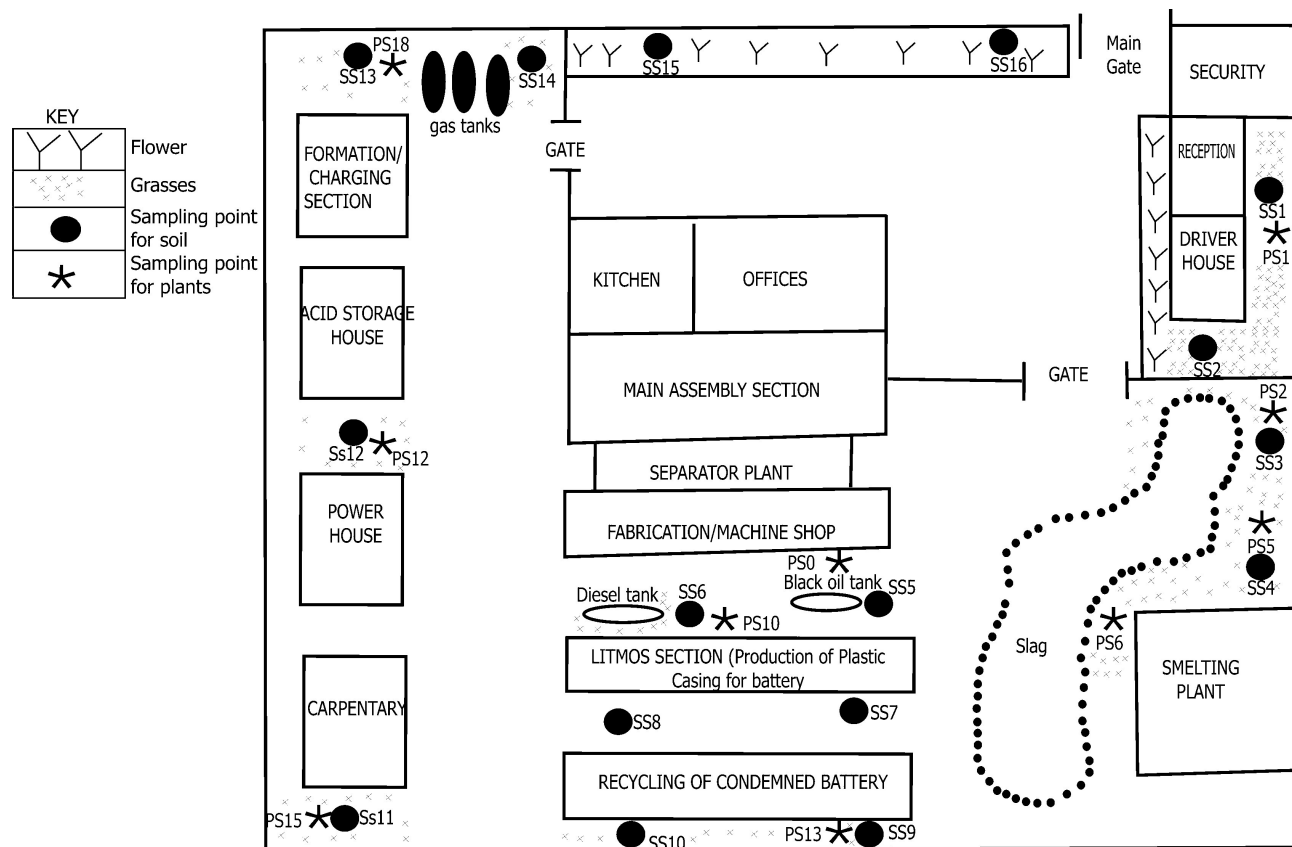 PS18
SS13
SS14
gas tanks
SS15
SS16
Main
Gate
SECURITY
KEY
Flower
Grasses
Sampling point
for soil
Sampling point
for plants
FORMATION/
CHARGING
SECTION
GATE
RECEPTION
SS1
PS1
DRIVER
HOUSE
SS2
KITCHEN
OFFICES
ACID STORAGE
HOUSE
MAIN ASSEMBLY SECTION
GATE
PS2
SS3
Ss12
PS12
SEPARATOR PLANT
POWER
HOUSE
FABRICATION/MACHINE SHOP
PS5
SS4
PS0
Black oil tank
SS5
Diesel tank
SS6
PS10
PS6
Slag
SMELTING
PLANT
LITMOS SECTION (Production of Plastic
Casing for battery
CARPENTARY
SS8
SS7
RECYCLING OF CONDEMNED BATTERY
PS15
Ss11
SS10
PS13
SS9